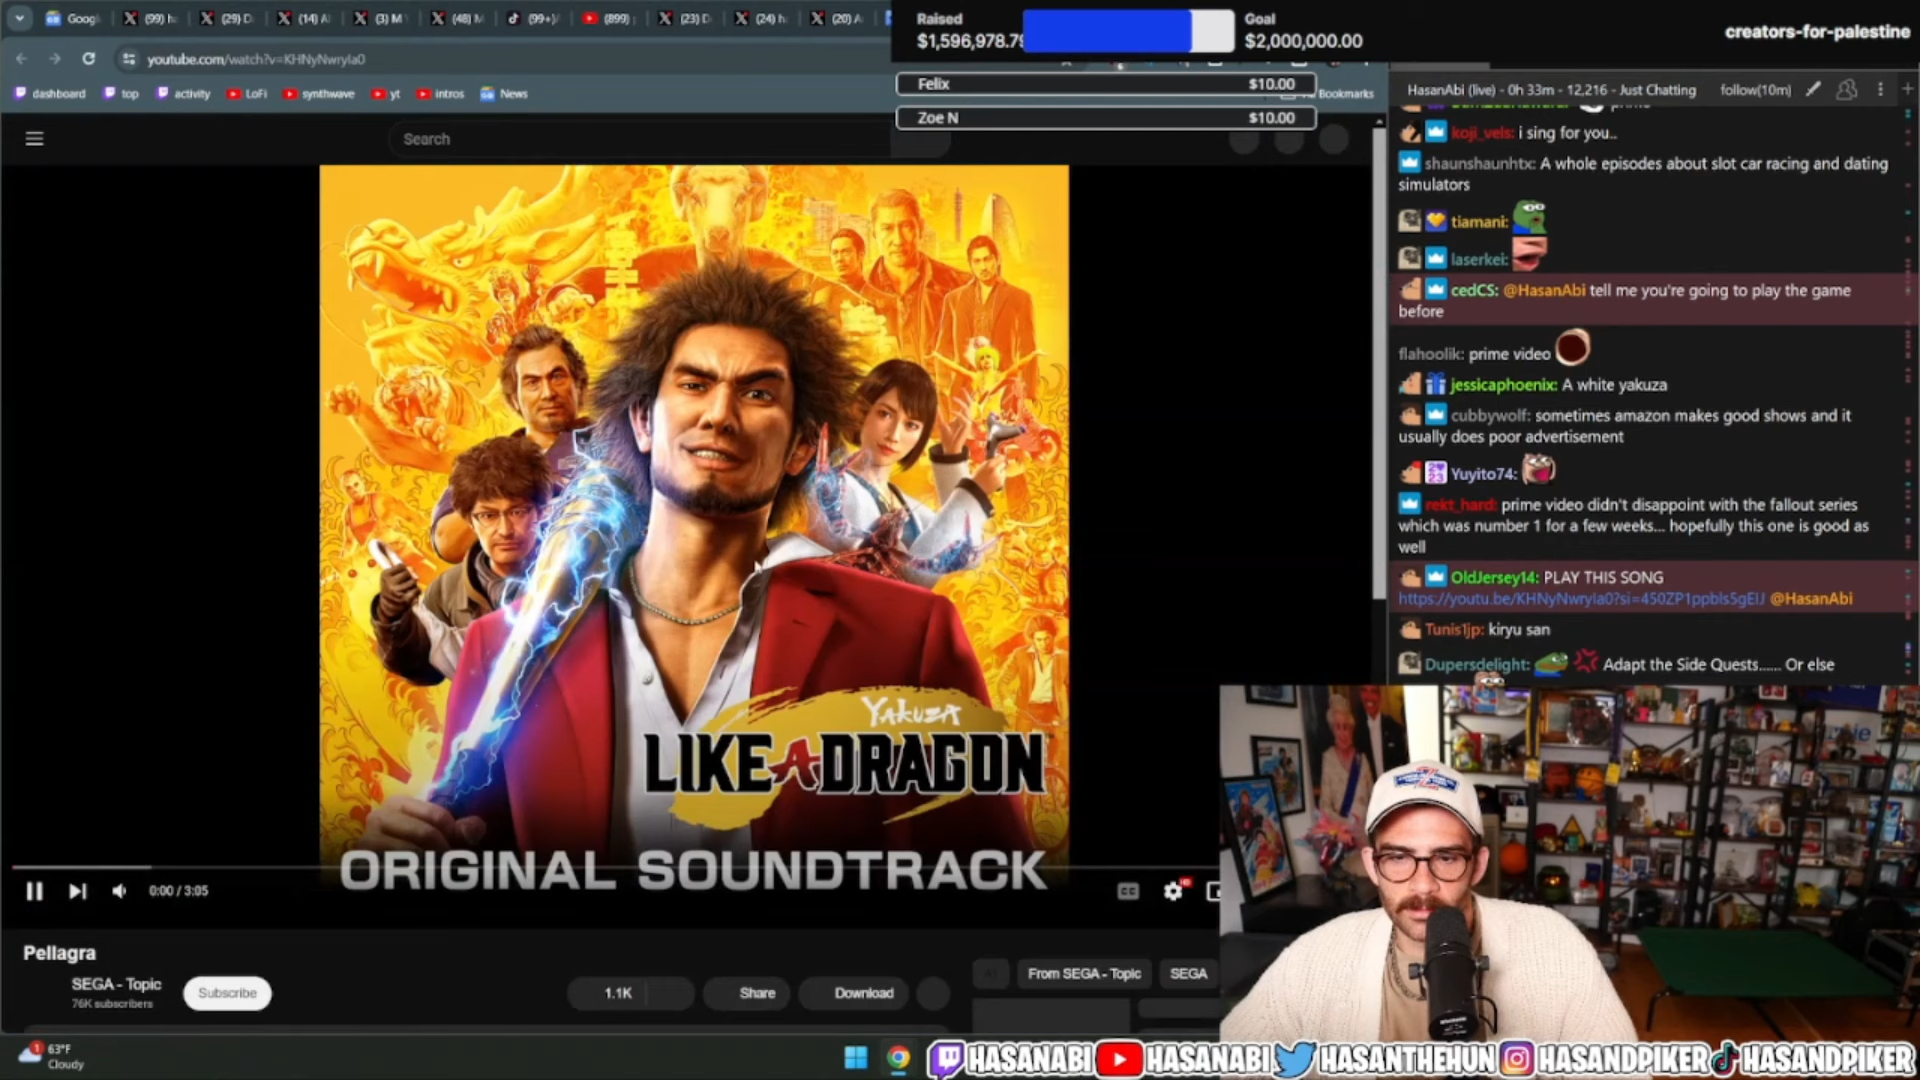 Raised
$1,596,978.79
Goal
$2,000,000.00
creators-for-palestine
youtube.com/watch?v=KHNyNwryla0
Felix $10.00
Zoe N $10.00
dashboard top activity LoFi synthwave yt intros News
Bookmarks
Search
HasanAbi (live) - 0h 33m - 12,216 - Just Chatting follow(10m)
koji_vels: i sing for you..
shaunshaunhtx: A whole episodes about slot car racing and dating
simulators
tiamani:
laserkei:
cedCS: @HasanAbi tell me you're going to play the game
before
flahoolik: prime video
jessicaphoenix: A white yakuza
cubbywolf: sometimes amazon makes good shows and it
usually does poor advertisement
Yuyito74:
rekt_hard: prime video didn't disappoint with the fallout series
which was number 1 for a few weeks... hopefully this one is good as
well
OldJersey14: PLAY THIS SONG
https://youtu.be/KHNyNwryla0?si=450ZP1ppbls5gEIJ @HasanAbi
Tunis1jp: kiryu san
Dupersdelight: Adapt the Side Quests...... Or else
YAKUZA
LIKE A DRAGON
ORIGINAL SOUNDTRACK
0:00 / 3:05
Pellagra
SEGA - Topic
76K subscribers
Subscribe
1.1K
Share
Download
From SEGA - Topic
SEGA
63°F
Cloudy
HASANABI HASANABI HASANTHEHUN HASANDPIKER HASANDPIKER